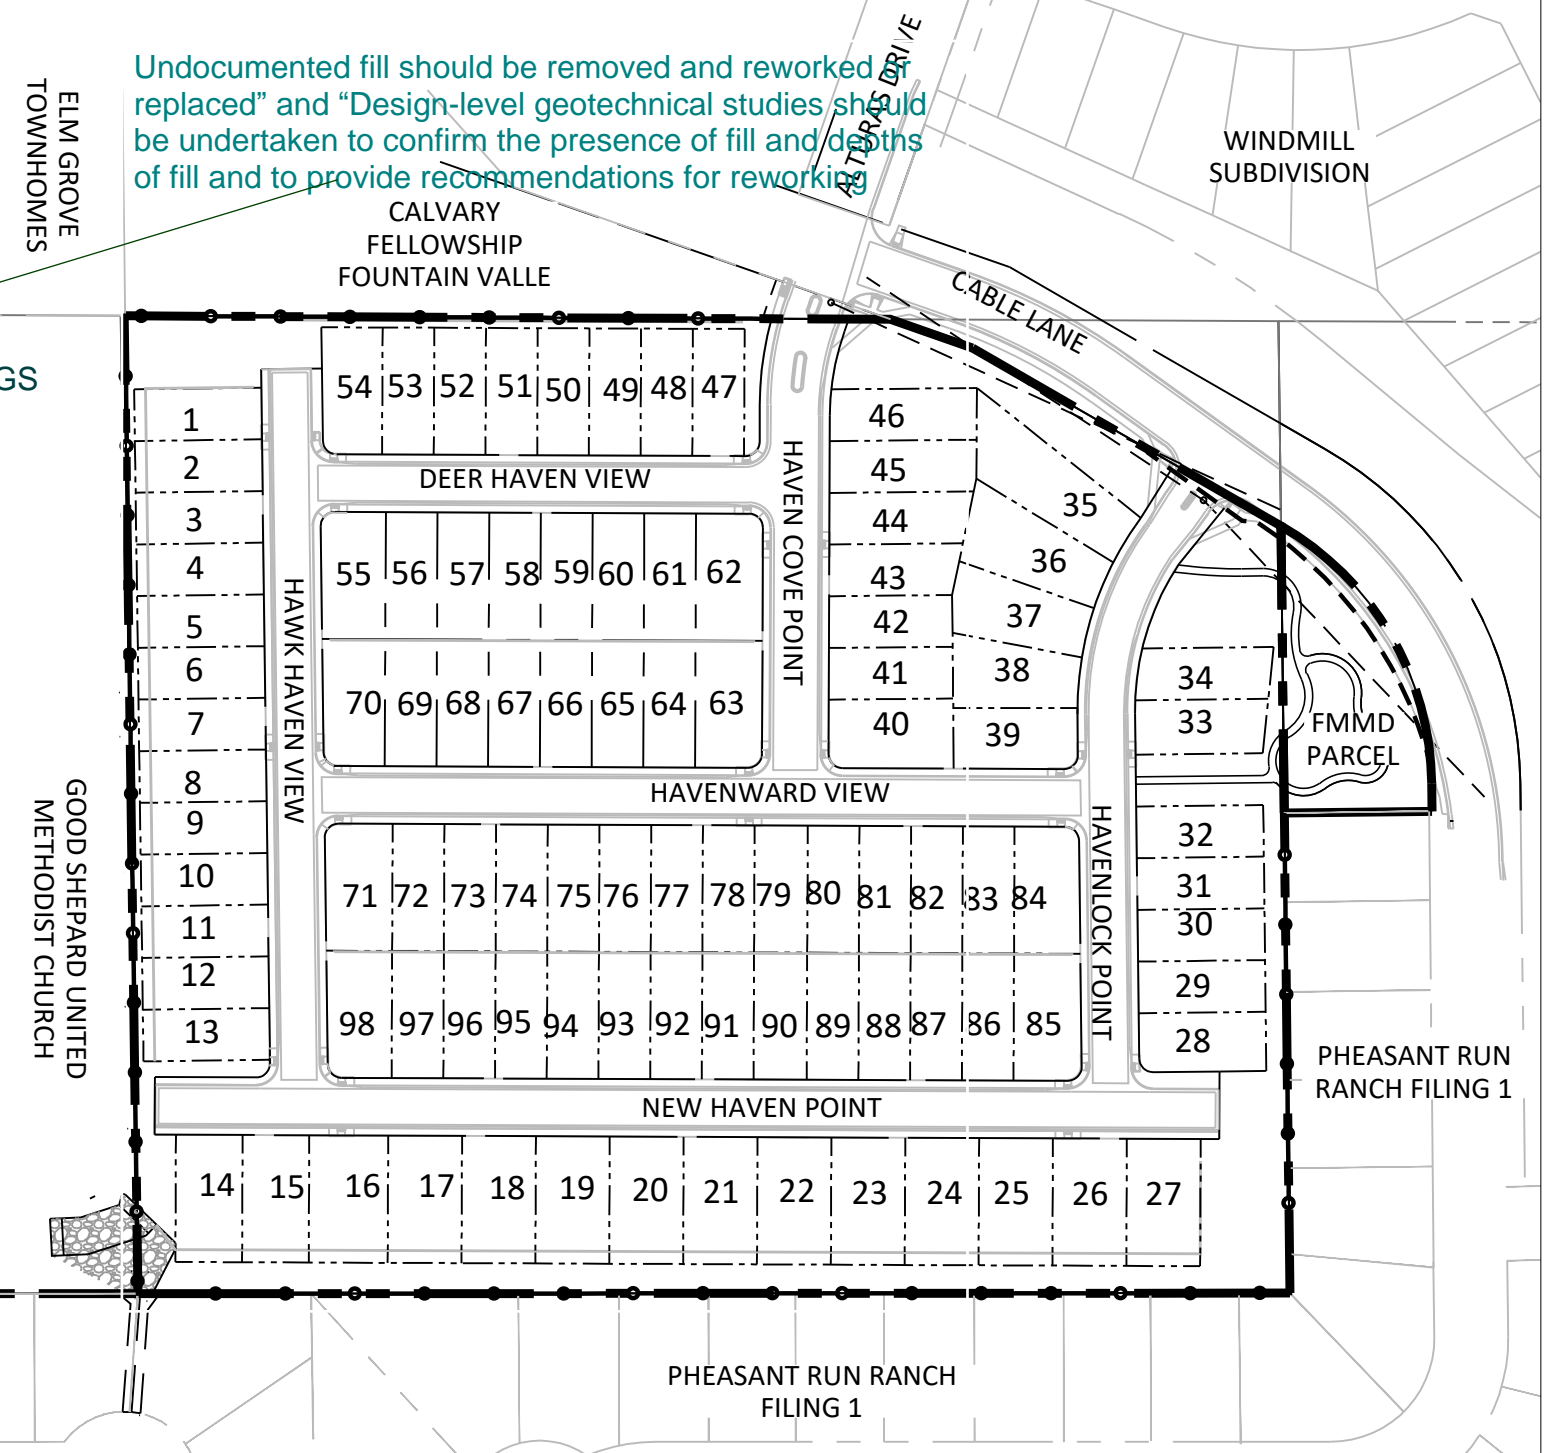 Undocumented fill should be removed and reworked or
replaced” and “Design-level geotechnical studies should
be undertaken to confirm the presence of fill and depths
of fill and to provide recommendations for reworking
ELM GROVE
TOWNHOMES
CALVARY
FELLOWSHIP
FOUNTAIN VALLE
ALTURAS DRIVE
WINDMILL
SUBDIVISION
CABLE LANE
GS
54 53 52 51 50 49 48 47
DEER HAVEN VIEW
HAVEN COVE POINT
HAWK HAVEN VIEW
1
2
3
4
5
6
7
8
9
10
11
12
13
46
45
44
43
42
41
40
35
36
37
38
39
55 56 57 58 59 60 61 62
70 69 68 67 66 65 64 63
34
33
FMMD
PARCEL
HAVENWARD VIEW
HAVENLOCK POINT
32
31
30
29
28
71 72 73 74 75 76 77 78 79 80 81 82 83 84
98 97 96 95 94 93 92 91 90 89 88 87 86 85
GOOD SHEPARD UNITED
METHODIST CHURCH
PHEASANT RUN
RANCH FILING 1
NEW HAVEN POINT
14 15 16 17 18 19 20 21 22 23 24 25 26 27
PHEASANT RUN RANCH
FILING 1